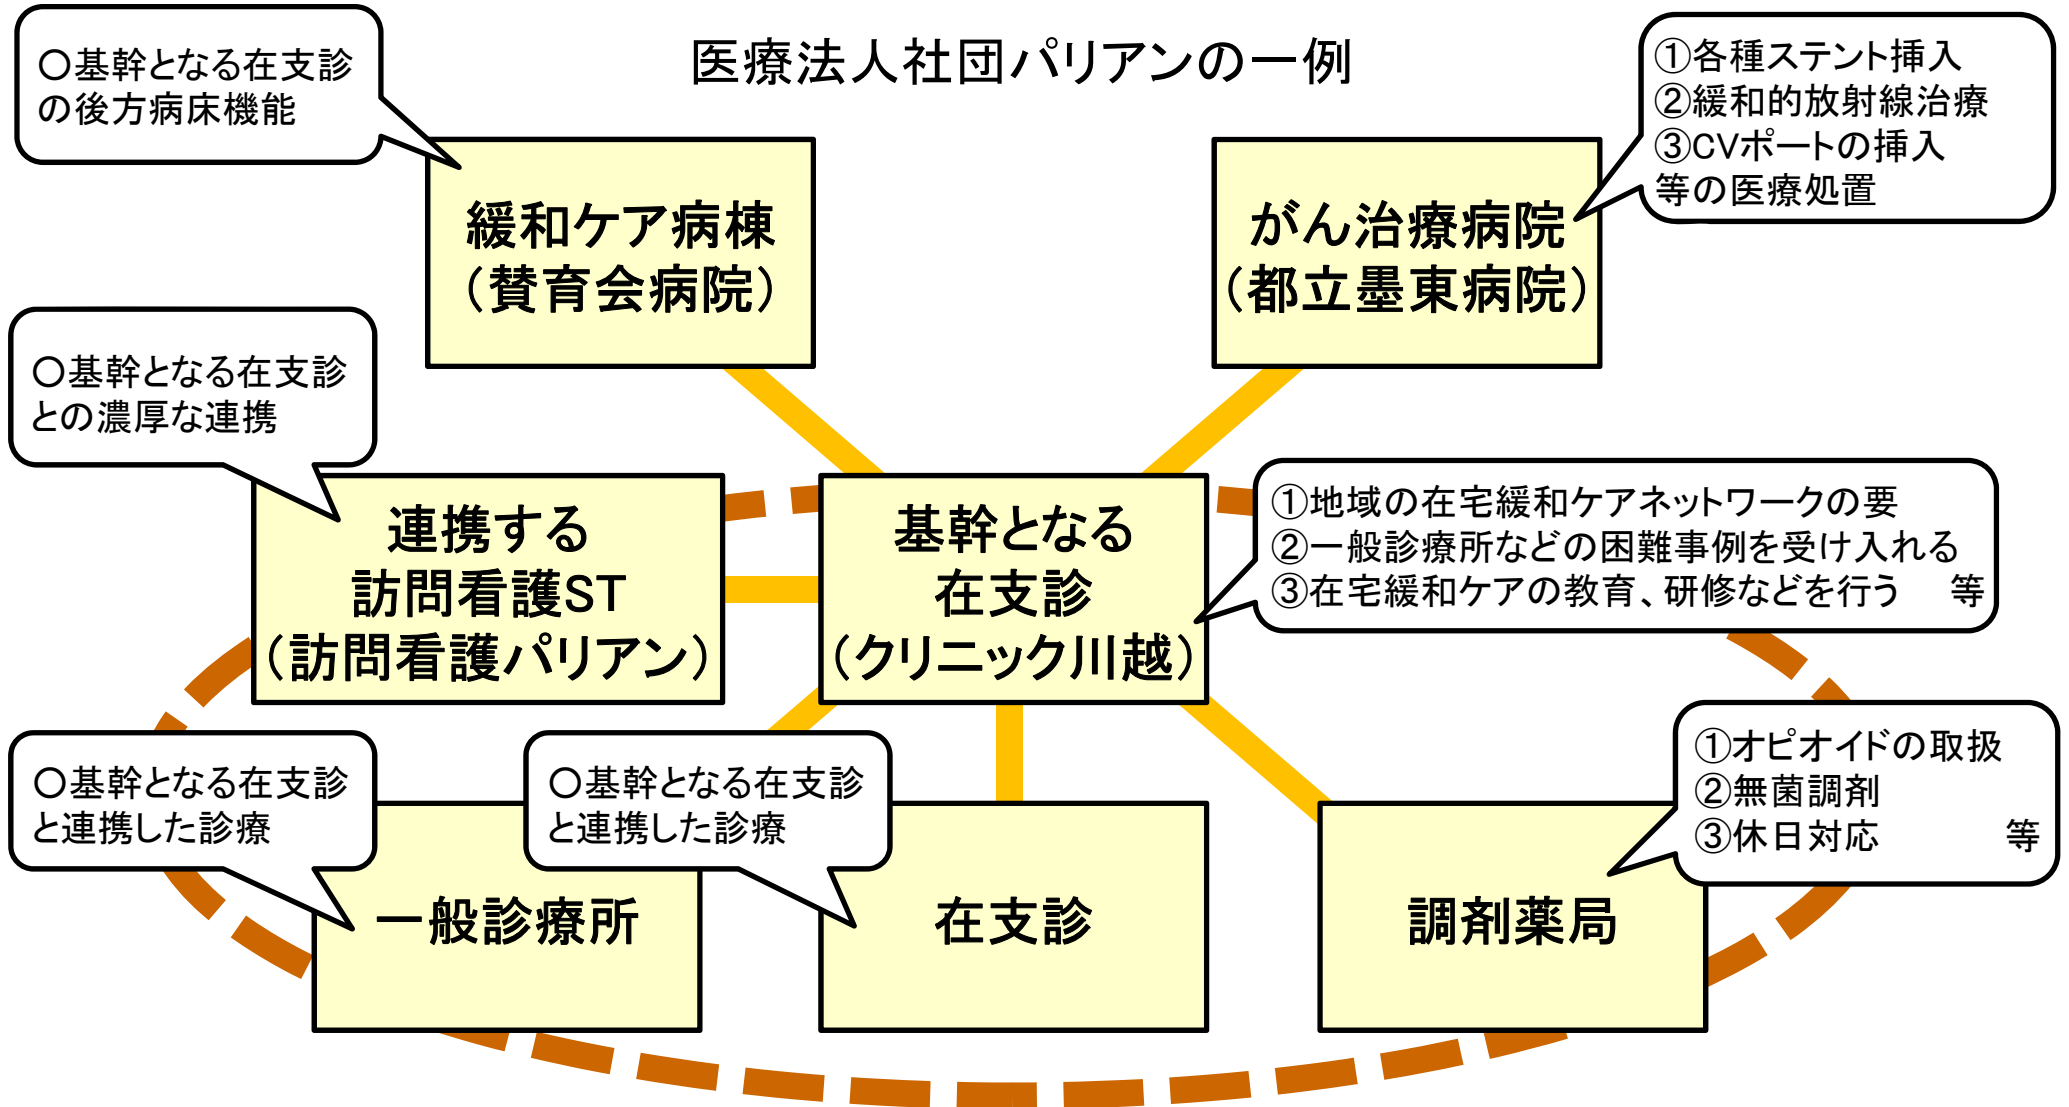 医療法人社団パリアンの一例
〇基幹となる在支診
の後方病床機能
緩和ケア病棟
（賛育会病院）
①各種ステント挿入
②緩和的放射線治療
③CVポートの挿入
等の医療処置
がん治療病院
（都立墨東病院）
〇基幹となる在支診
との濃厚な連携
連携する
訪問看護ST
（訪問看護パリアン）
基幹となる
在支診
（クリニック川越）
①地域の在宅緩和ケアネットワークの要
②一般診療所などの困難事例を受け入れる
③在宅緩和ケアの教育、研修などを行う　等
〇基幹となる在支診
と連携した診療
一般診療所
〇基幹となる在支診
と連携した診療
在支診
①オピオイドの取扱
②無菌調剤
③休日対応　　　等
調剤薬局